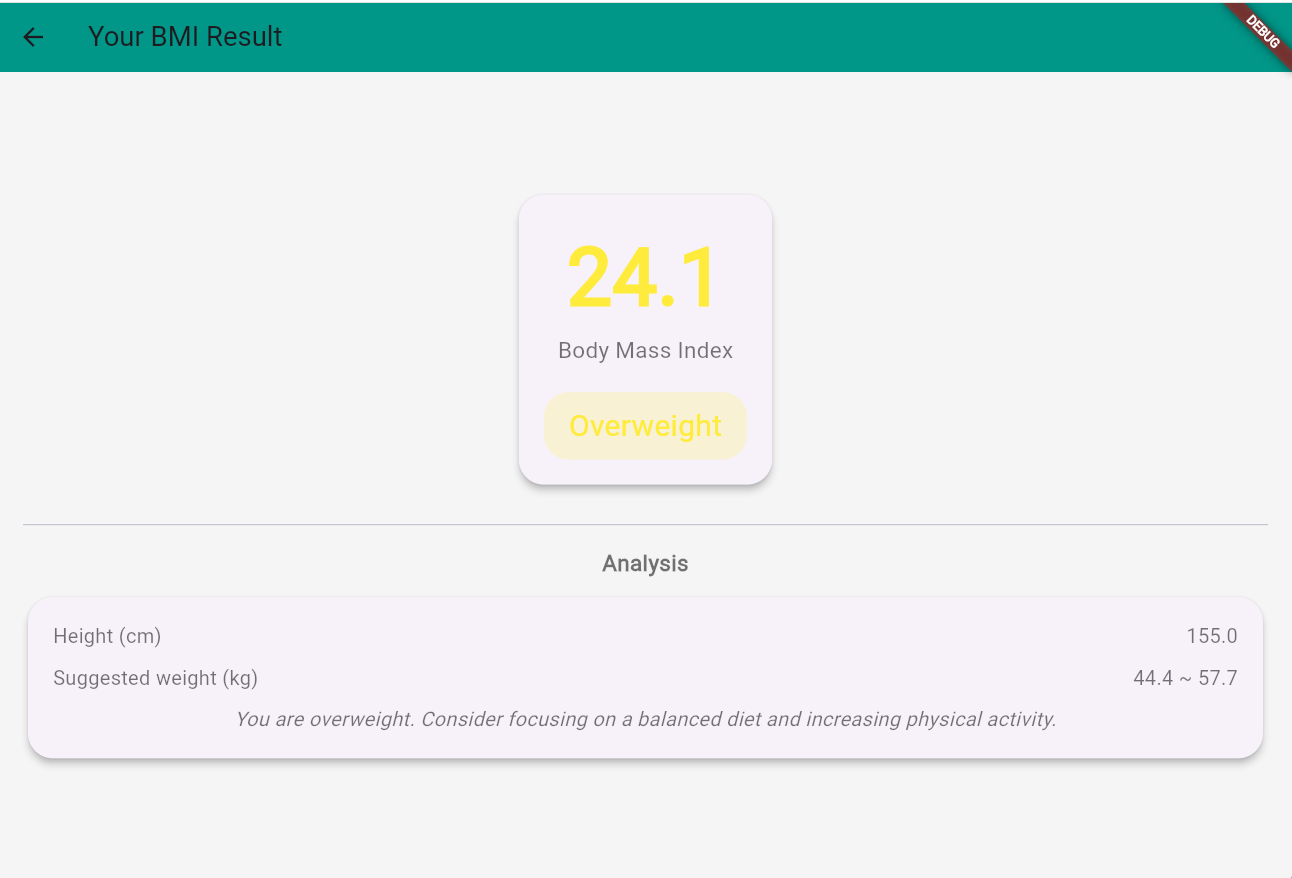 Your BMI Result
DEBUG
24.1
Body Mass Index
Overweight
Analysis
Height (cm) 155.0
Suggested weight (kg) 44.4 ~ 57.7
You are overweight. Consider focusing on a balanced diet and increasing physical activity.